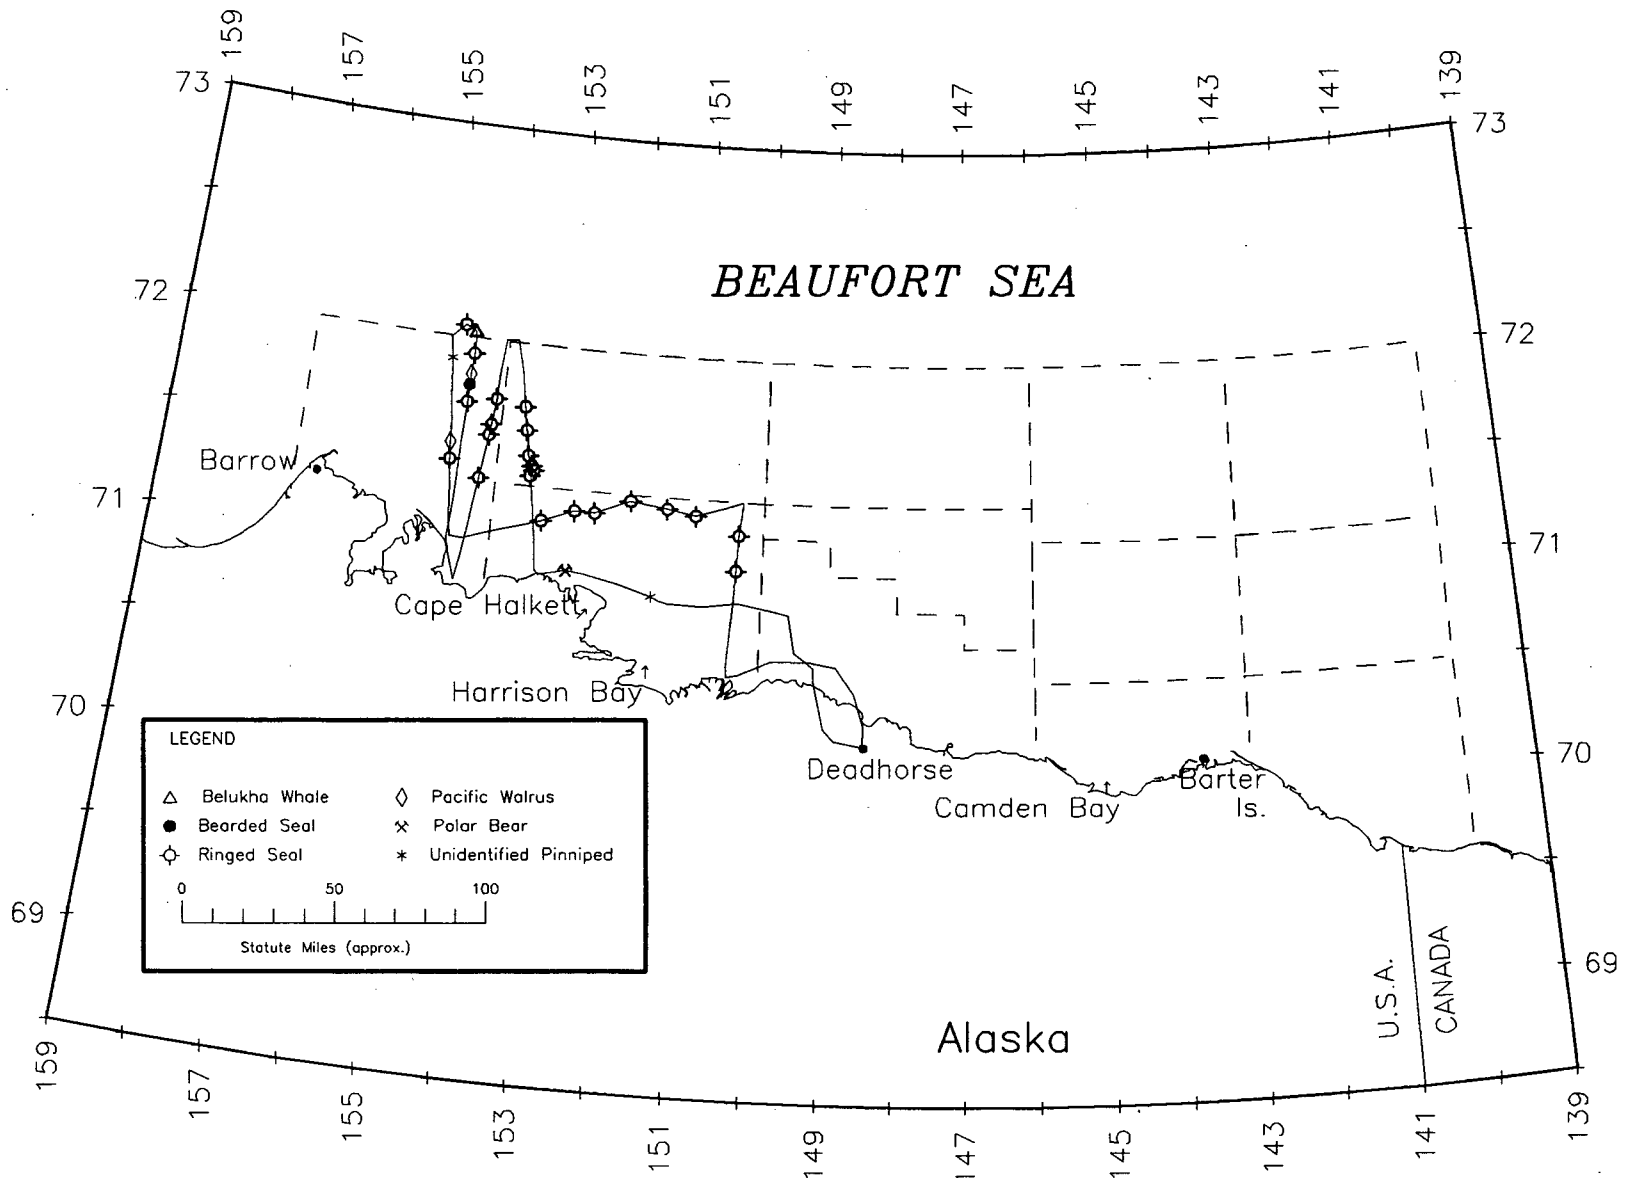 159
157
155
153
151
149
147
145
143
141
139
73
73
BEAUFORT SEA
72
72
Barrow
71
71
Cape Halkett
Harrison Bay
70
70
Deadhorse
Camden Bay
Barter
Is.
LEGEND
Belukha Whale
Pacific Walrus
Bearded Seal
Polar Bear
Ringed Seal
Unidentified Pinniped
0 50 100
Statute Miles (approx.)
69
69
U.S.A.
CANADA
Alaska
159
157
155
153
151
149
147
145
143
141
139